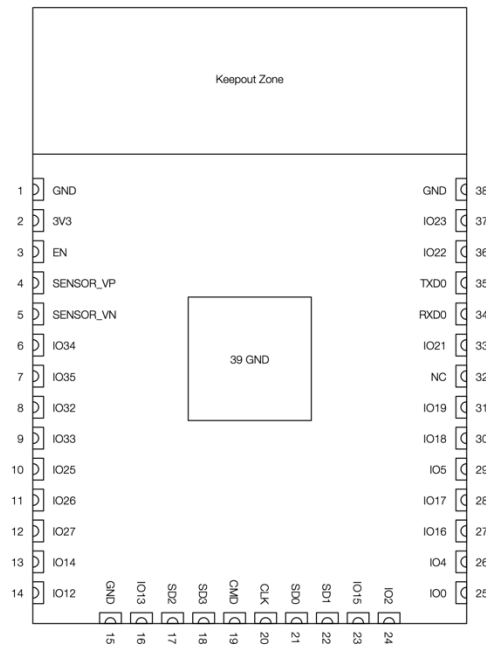 Keepout Zone
1 GND GND 38
2 3V3 IO23 37
3 EN IO22 36
4 SENSOR_VP TXD0 35
5 SENSOR_VN RXD0 34
6 IO34 IO21 33
39 GND
7 IO35 NC 32
8 IO32 IO19 31
9 IO33 IO18 30
10 IO25 IO5 29
11 IO26 IO17 28
12 IO27 IO16 27
13 IO14 IO4 26
14 IO12 IO0 25
GND IO13 SD2 SD3 CMD CLK SD0 SD1 IO15 IO2
15 16 17 18 19 20 21 22 23 24